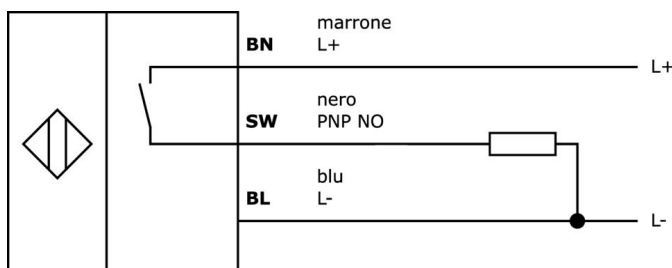 marrone
BN L+
L+
nero
SW PNP NO
blu
BL L-
L-